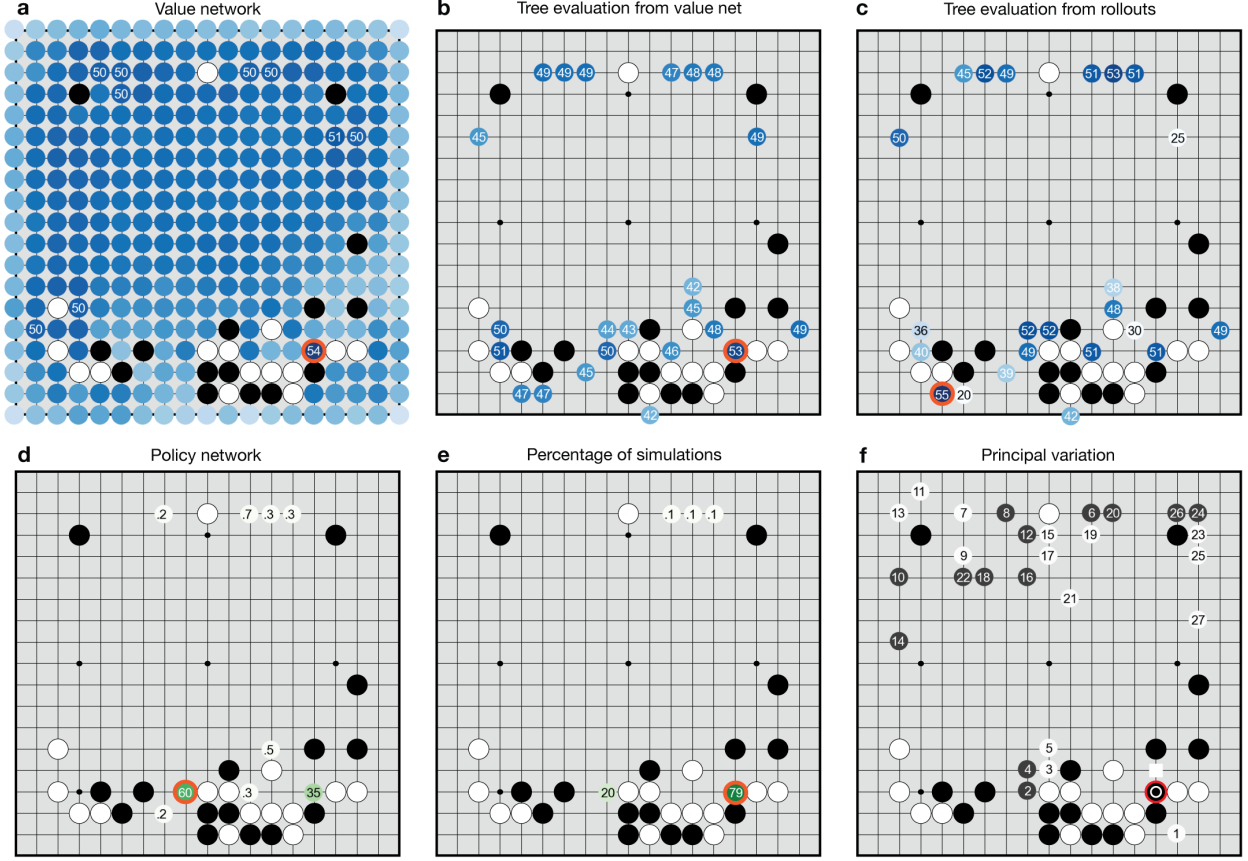 a Value network
50 50 50 50
50
51 50
50
50
54
b Tree evaluation from value net
49 49 49 47 48 48
45 49
42
45
50 44 43 48 49
51 50 46 53
45
47 47
42
c Tree evaluation from rollouts
45 52 49 51 53 51
50 25
38
48
36 52 52 30 49
40 49 51 51
39
55 20
42
d Policy network
.2 .7 .3 .3
.5
60 .3 35
.2
e Percentage of simulations
.1 .1 .1
20 79
f Principal variation
11
13 7 8 6 20 26 24
12 15 19 23
9 17 25
10 22 18 16
21
27
14
5
4 3
2
1